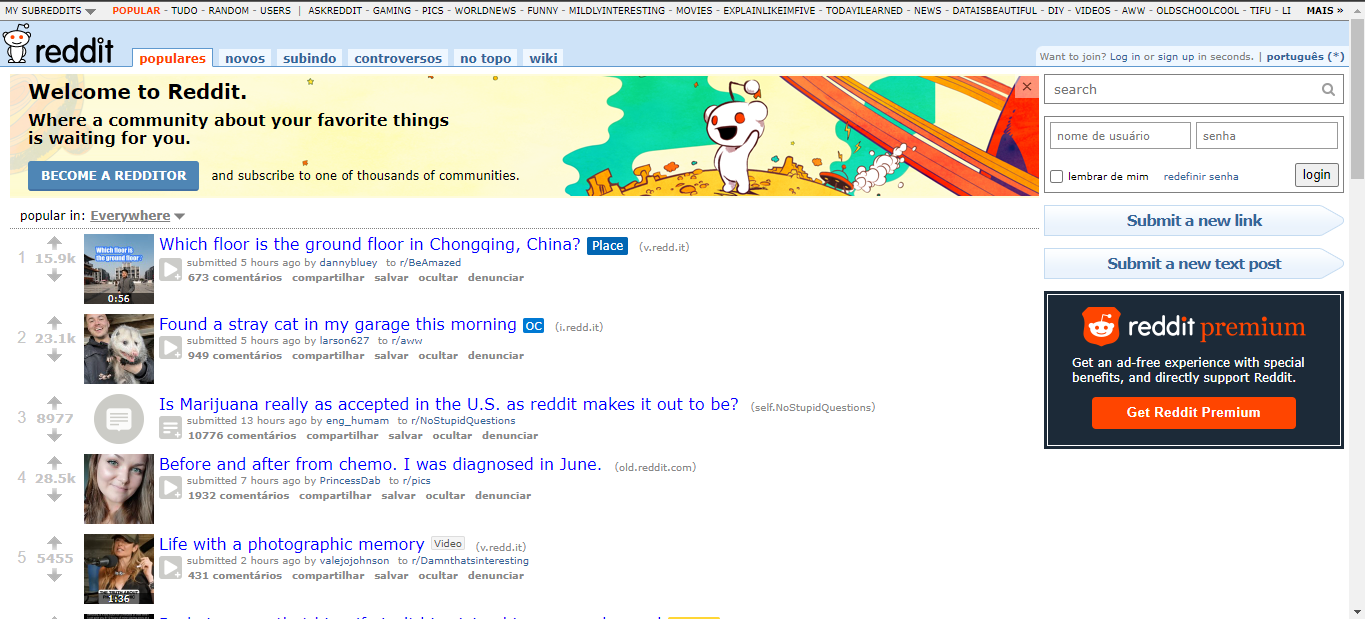 MY SUBREDDITS POPULAR - TUDO - RANDOM - USERS | ASKREDDIT - GAMING - PICS - WORLDNEWS - FUNNY - MILDLYINTERESTING - MOVIES - EXPLAINLIKEIMFIVE - TODAYILEARNED - NEWS - DATAISBEAUTIFUL - DIY - VIDEOS - AWW - OLDSCHOOLCOOL - TIFU - LI MAIS »
reddit populares novos subindo controversos no topo wiki
Want to join? Log in or sign up in seconds. | português (*)
Welcome to Reddit.
Where a community about your favorite things
is waiting for you.
BECOME A REDDITOR and subscribe to one of thousands of communities.
search
nome de usuário senha
lembrar de mim redefinir senha login
Submit a new link
Submit a new text post
reddit premium
Get an ad-free experience with special
benefits, and directly support Reddit.
Get Reddit Premium
popular in: Everywhere
1 15.9k
Which floor is
the ground floor?
0:56
Which floor is the ground floor in Chongqing, China? Place (v.redd.it)
submitted 5 hours ago by dannybluey to r/BeAmazed
673 comentários compartilhar salvar ocultar denunciar
2 23.1k
Found a stray cat in my garage this morning OC (i.redd.it)
submitted 5 hours ago by larson627 to r/aww
949 comentários compartilhar salvar ocultar denunciar
3 8977
Is Marijuana really as accepted in the U.S. as reddit makes it out to be? (self.NoStupidQuestions)
submitted 13 hours ago by eng_humam to r/NoStupidQuestions
10776 comentários compartilhar salvar ocultar denunciar
4 28.5k
Before and after from chemo. I was diagnosed in June. (old.reddit.com)
submitted 7 hours ago by PrincessDab to r/pics
1932 comentários compartilhar salvar ocultar denunciar
5 5455
THE TRUTH ABOUT
1:36
Life with a photographic memory Video (v.redd.it)
submitted 2 hours ago by valejojohnson to r/Damnthatsinteresting
431 comentários compartilhar salvar ocultar denunciar